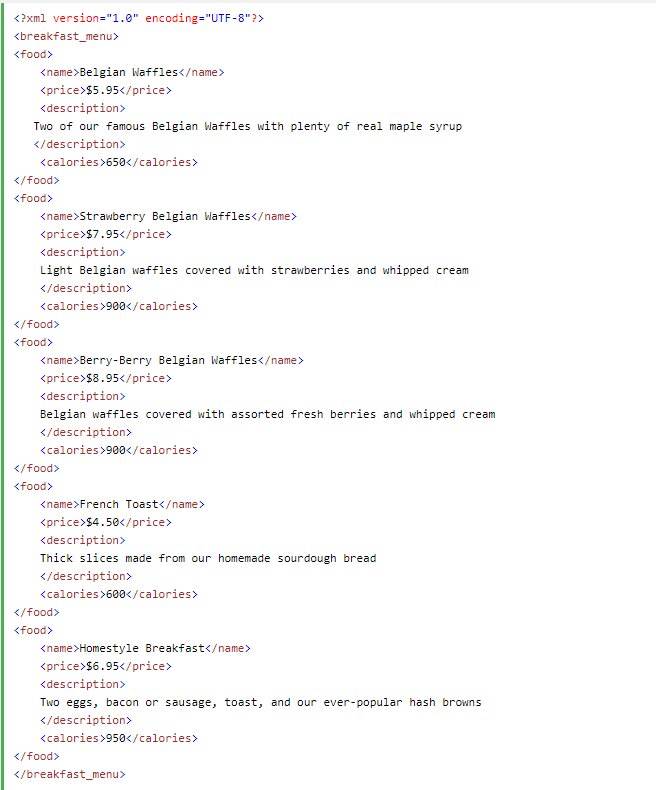 <?xml version="1.0" encoding="UTF-8"?>
<breakfast_menu>
<food>
    <name>Belgian Waffles</name>
    <price>$5.95</price>
    <description>
   Two of our famous Belgian Waffles with plenty of real maple syrup
   </description>
    <calories>650</calories>
</food>
<food>
    <name>Strawberry Belgian Waffles</name>
    <price>$7.95</price>
    <description>
    Light Belgian waffles covered with strawberries and whipped cream
    </description>
    <calories>900</calories>
</food>
<food>
    <name>Berry-Berry Belgian Waffles</name>
    <price>$8.95</price>
    <description>
    Belgian waffles covered with assorted fresh berries and whipped cream
    </description>
    <calories>900</calories>
</food>
<food>
    <name>French Toast</name>
    <price>$4.50</price>
    <description>
    Thick slices made from our homemade sourdough bread
    </description>
    <calories>600</calories>
</food>
<food>
    <name>Homestyle Breakfast</name>
    <price>$6.95</price>
    <description>
    Two eggs, bacon or sausage, toast, and our ever-popular hash browns
    </description>
    <calories>950</calories>
</food>
</breakfast_menu>